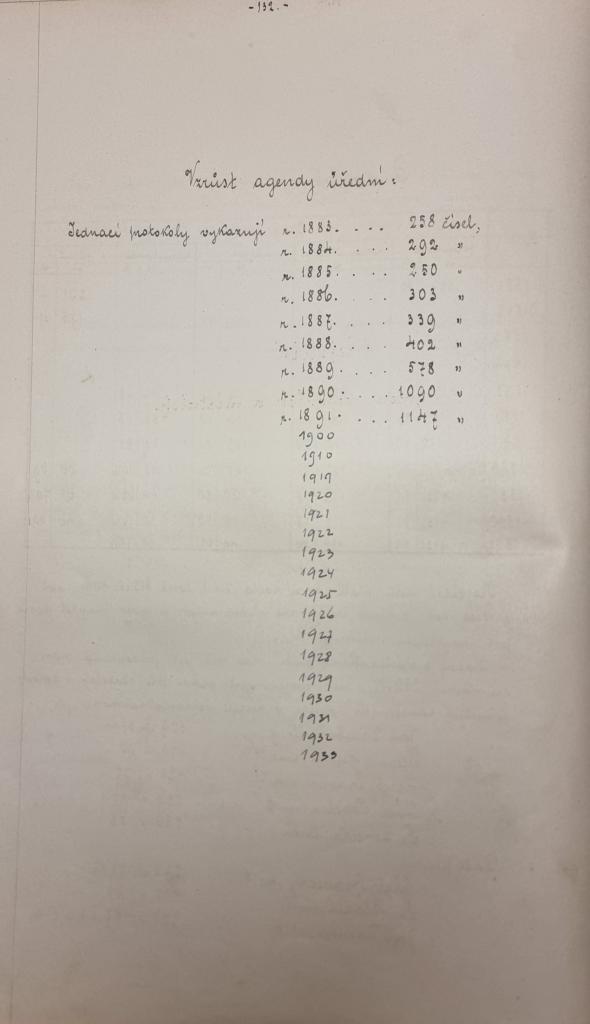 - 132. -
Vzrůst agendy úřední:
Jednací protokoly vykazují r. 1883. . . . 258 čísel,
r. 1884. . . . 292 "
r. 1885. . . . 250 "
r. 1886. . . . 303 "
r. 1887. . . . 339 "
r. 1888. . . . 402 "
r. 1889. . . . 578 "
r. 1890. . . . 1090 "
r. 1891. . . . 1147 "
1900
1910
1919
1920
1921
1922
1923
1924
1925
1926
1927
1928
1929
1930
1931
1932
1933